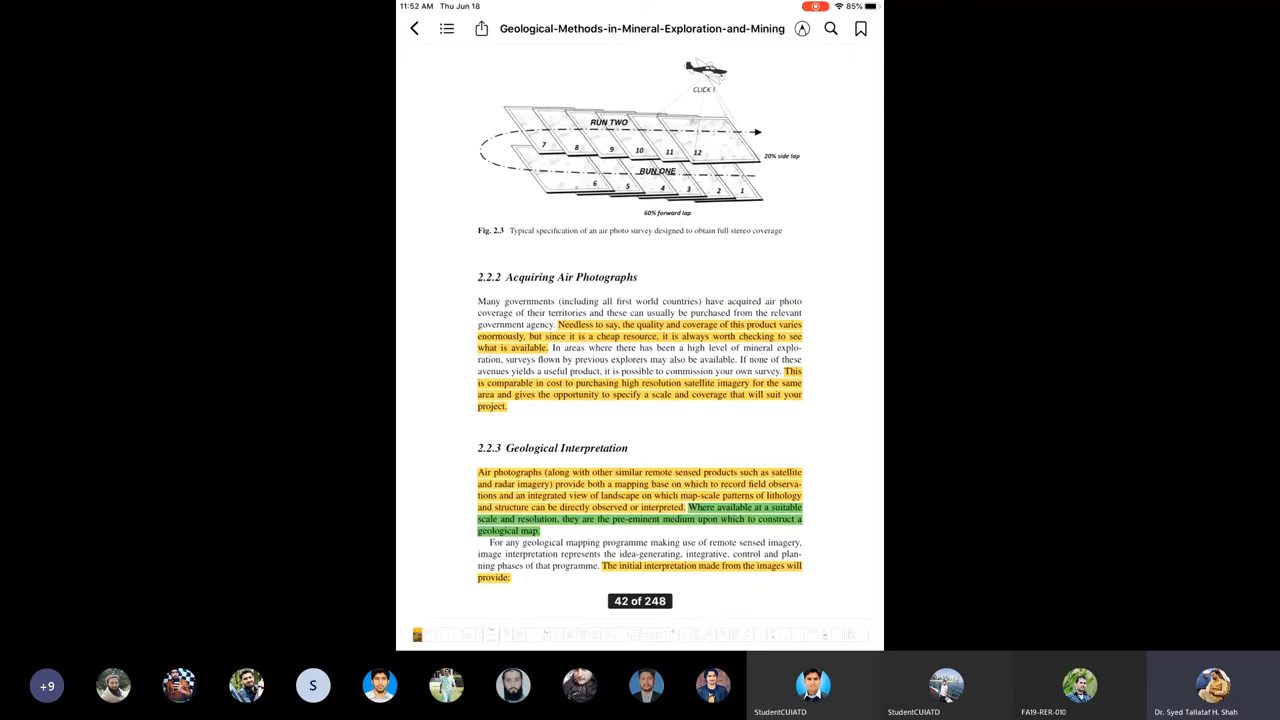 11:52 AM Thu Jun 18
85%
Geological-Methods-in-Mineral-Exploration-and-Mining
CLICK !
RUN TWO
7 8 9 10 11 12
20% side lap
RUN ONE
6 5 4 3 2 1
60% forward lap
Fig. 2.3 Typical specification of an air photo survey designed to obtain full stereo coverage
2.2.2 Acquiring Air Photographs
Many governments (including all first world countries) have acquired air photo
coverage of their territories and these can usually be purchased from the relevant
government agency. Needless to say, the quality and coverage of this product varies
enormously, but since it is a cheap resource, it is always worth checking to see
what is available. In areas where there has been a high level of mineral explo-
ration, surveys flown by previous explorers may also be available. If none of these
avenues yields a useful product, it is possible to commission your own survey. This
is comparable in cost to purchasing high resolution satellite imagery for the same
area and gives the opportunity to specify a scale and coverage that will suit your
project.
2.2.3 Geological Interpretation
Air photographs (along with other similar remote sensed products such as satellite
and radar imagery) provide both a mapping base on which to record field observa-
tions and an integrated view of landscape on which map-scale patterns of lithology
and structure can be directly observed or interpreted. Where available at a suitable
scale and resolution, they are the pre-eminent medium upon which to construct a
geological map.
For any geological mapping programme making use of remote sensed imagery,
image interpretation represents the idea-generating, integrative, control and plan-
ning phases of that programme. The initial interpretation made from the images will
provide:
42 of 248
+9
S
StudentCUIATD
StudentCUIATD
FA19-RER-010
Dr. Syed Tallataf H. Shah